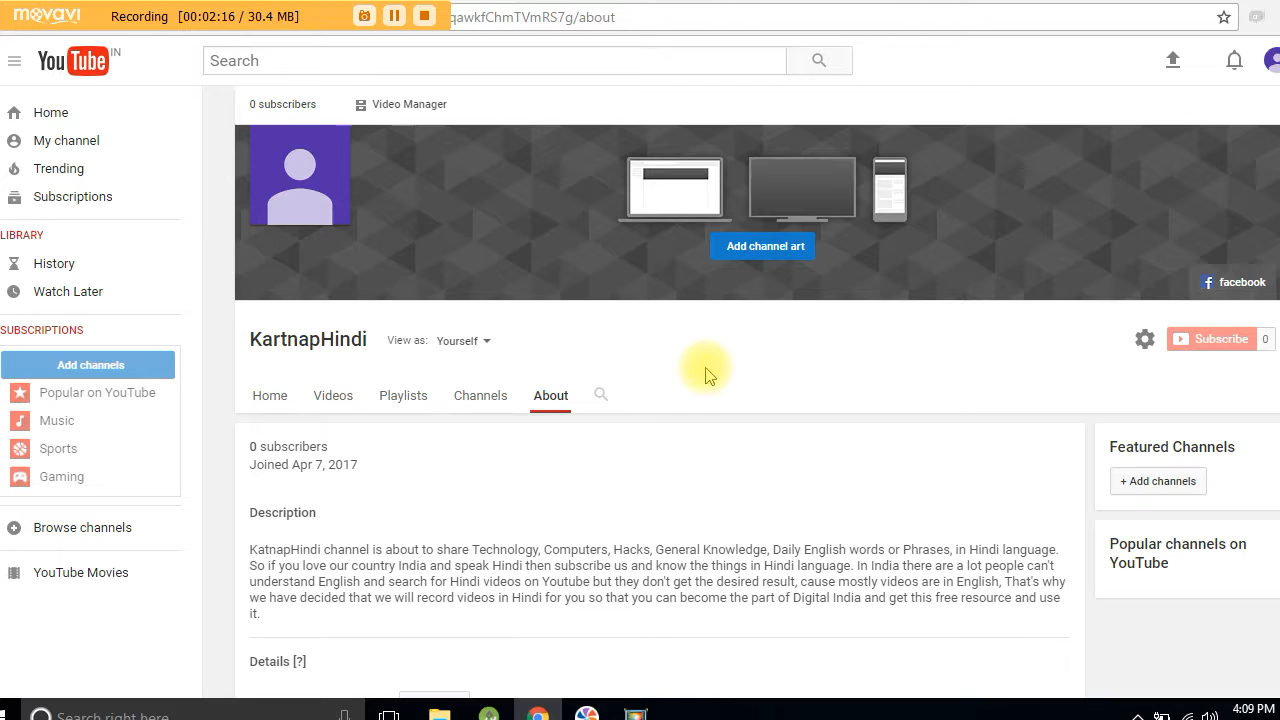 movavi
Recording [00:02:16 / 30.4 MB]
qawkfChmTVmRS7g/about
YouTube IN
Search
0 subscribers
Video Manager
Home
My channel
Trending
Subscriptions
LIBRARY
History
Watch Later
SUBSCRIPTIONS
Add channels
Popular on YouTube
Music
Sports
Gaming
Browse channels
YouTube Movies
Add channel art
facebook
KartnapHindi
View as: Yourself
Subscribe 0
Home Videos Playlists Channels About
0 subscribers
Joined Apr 7, 2017
Description
KatnapHindi channel is about to share Technology, Computers, Hacks, General Knowledge, Daily English words or Phrases, in Hindi language.
So if you love our country India and speak Hindi then subscribe us and know the things in Hindi language. In India there are a lot people can't
understand English and search for Hindi videos on Youtube but they don't get the desired result, cause mostly videos are in English, That's why
we have decided that we will record videos in Hindi for you so that you can become the part of Digital India and get this free resource and use
it.
Details [?]
Featured Channels
+ Add channels
Popular channels on
YouTube
Search right here
4:09 PM